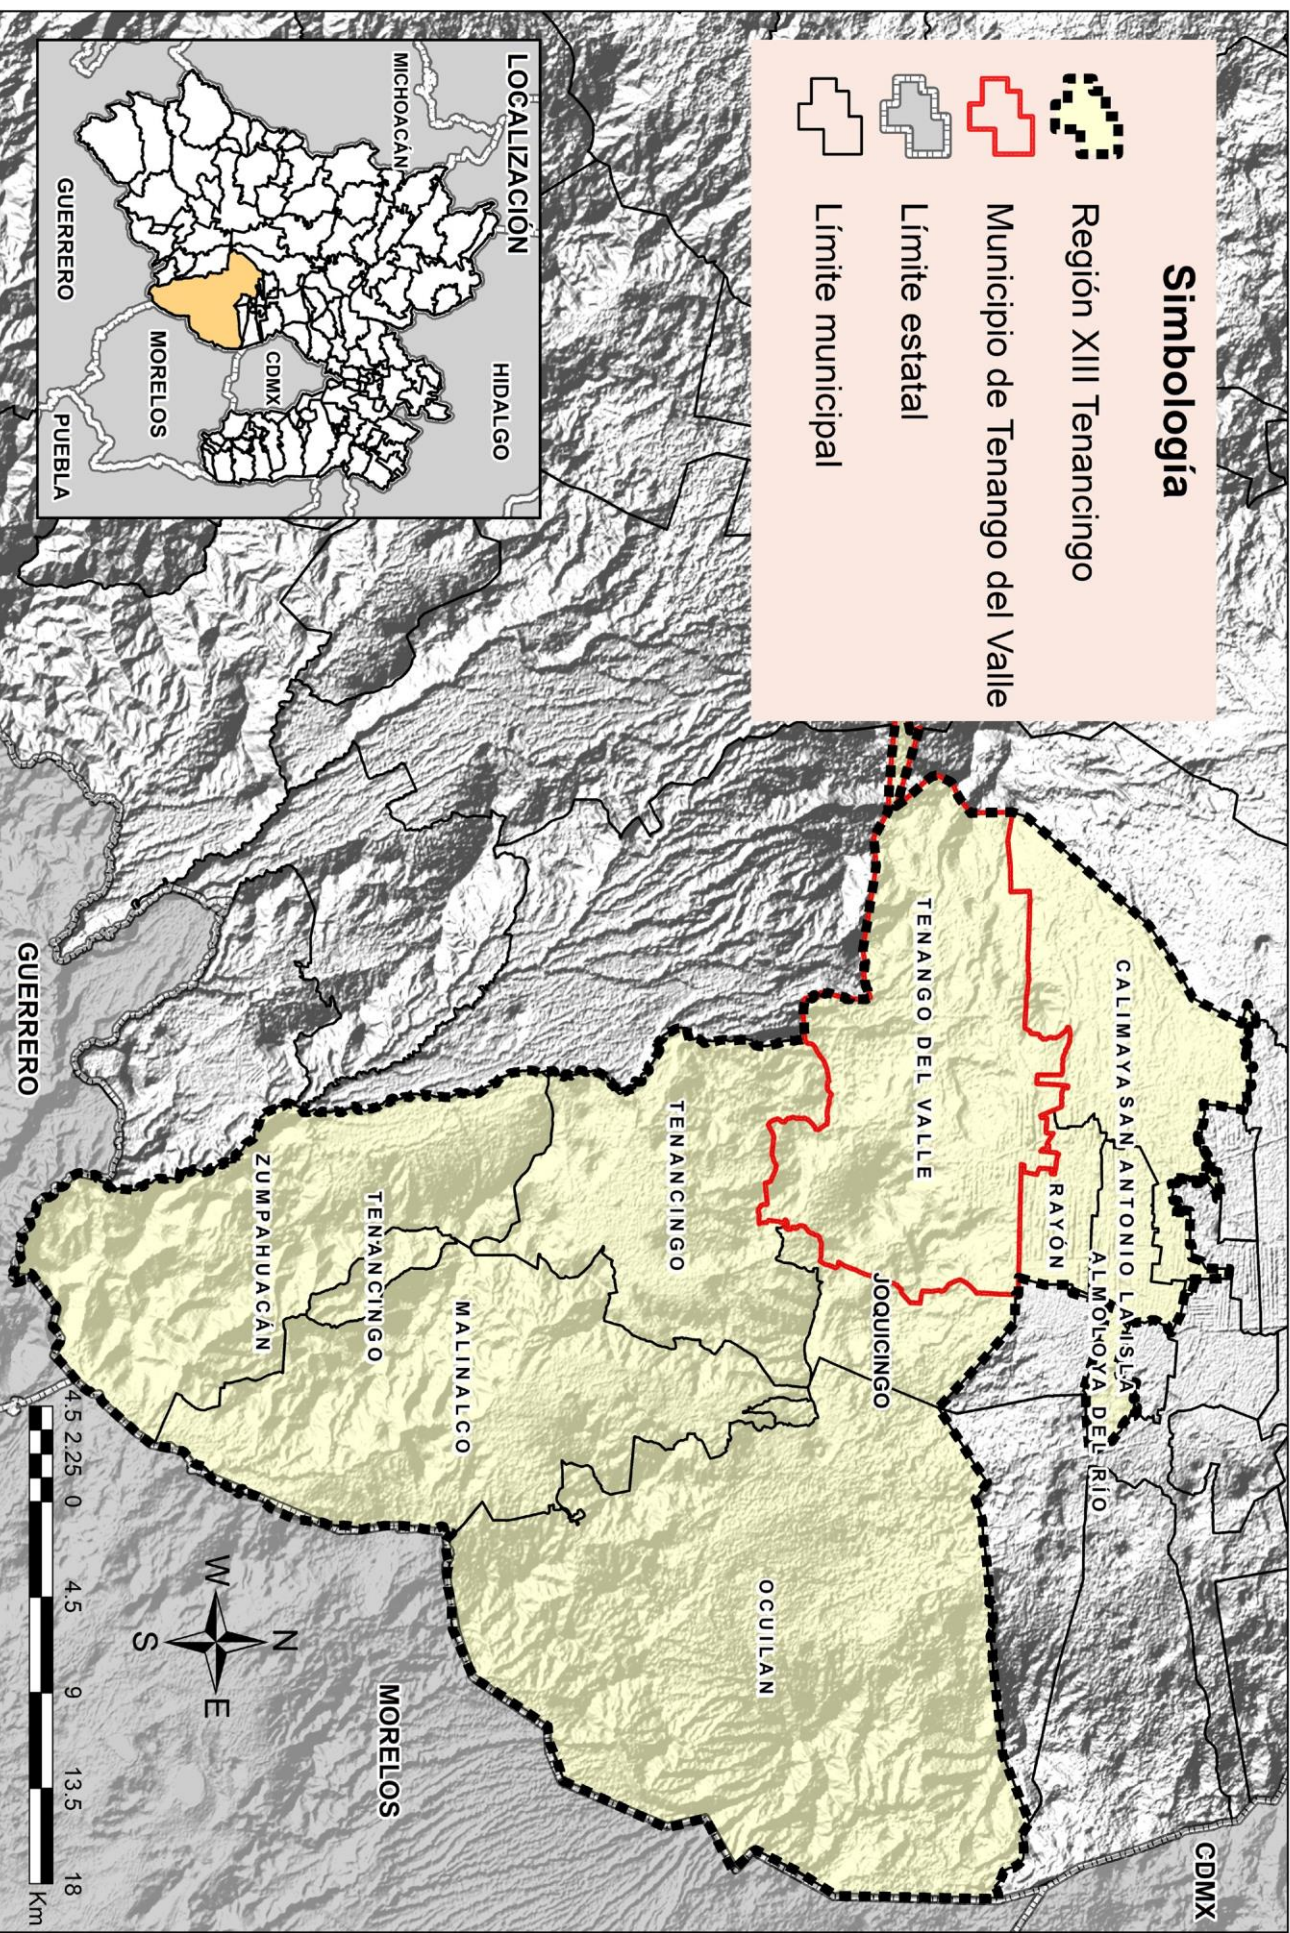 Simbología
Región XIII Tenancingo
Municipio de Tenango del Valle
Límite estatal
Límite municipal
LOCALIZACIÓN
HIDALGO
MICHOACÁN
CDMX
GUERRERO
MORELOS
PUEBLA
CDMX
CALIMAYA
SAN ANTONIO LA ISLA
ALMOLOYA DEL RÍO
RAYÓN
TENANGO DEL VALLE
JOQUICINGO
OCUILAN
TENANCINGO
MALINALCO
TENANCINGO
ZUMPAHUACÁN
MORELOS
GUERRERO
N
W E
S
4.5 2.25 0 4.5 9 13.5 18
Km